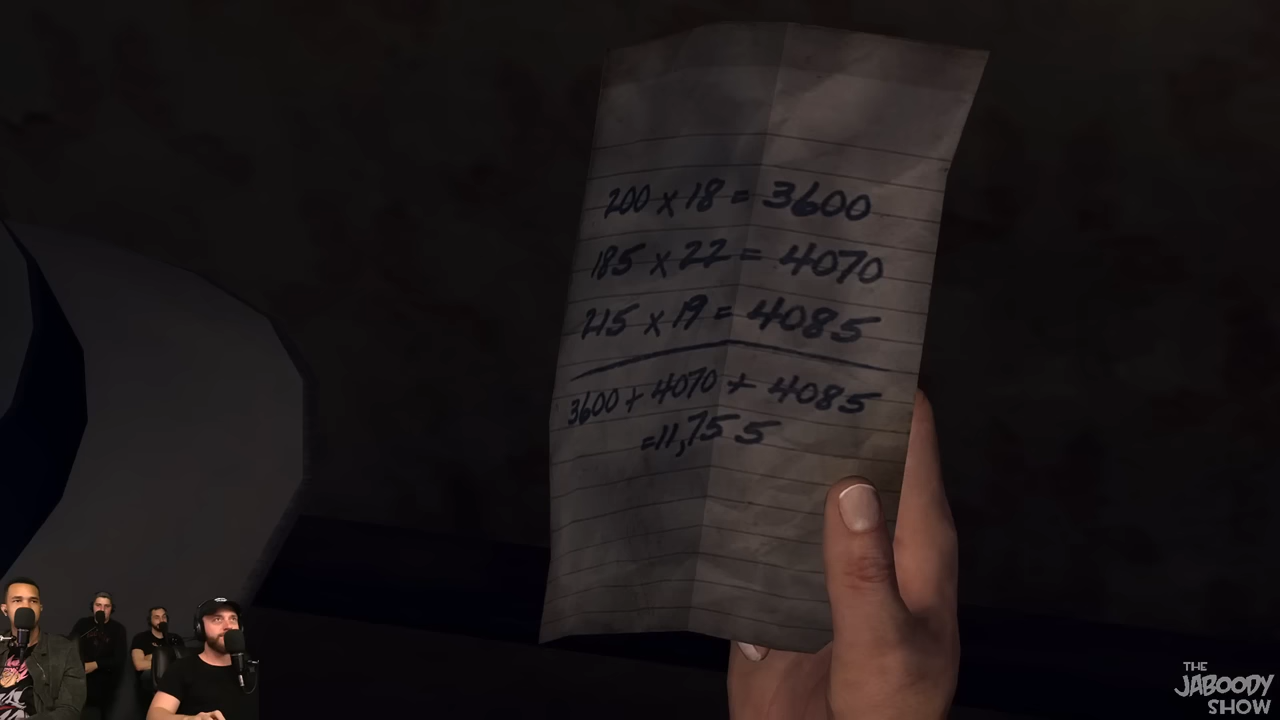 200 x 18 = 3600
185 x 22 = 4070
215 x 19 = 4085
3600 + 4070 + 4085
=11,755
THE
JABOODY
SHOW